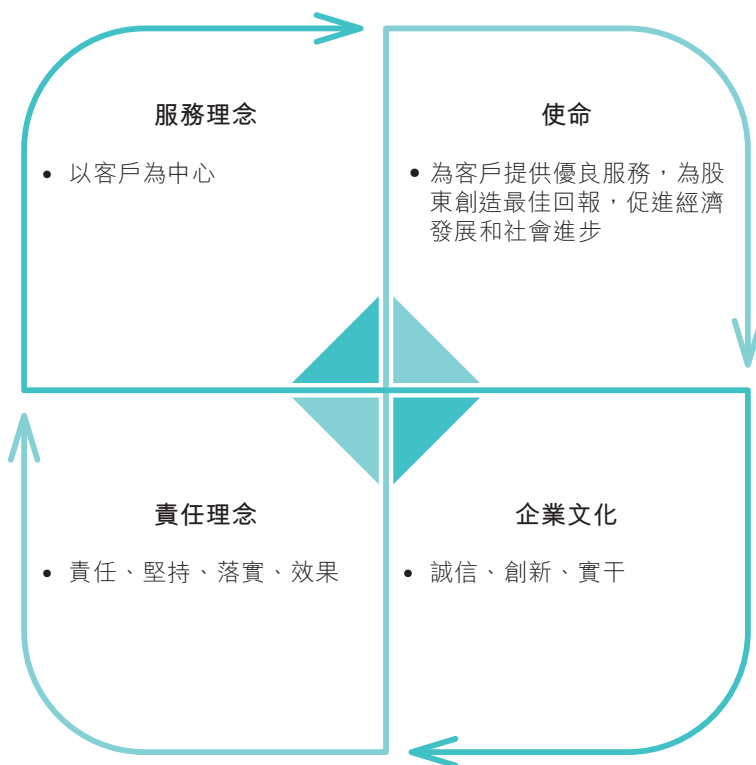 服務理念
• 以客戶為中心
使命
• 為客戶提供優良服務，為股
東創造最佳回報，促進經濟
發展和社會進步
責任理念
• 責任、堅持、落實、效果
企業文化
• 誠信、創新、實干